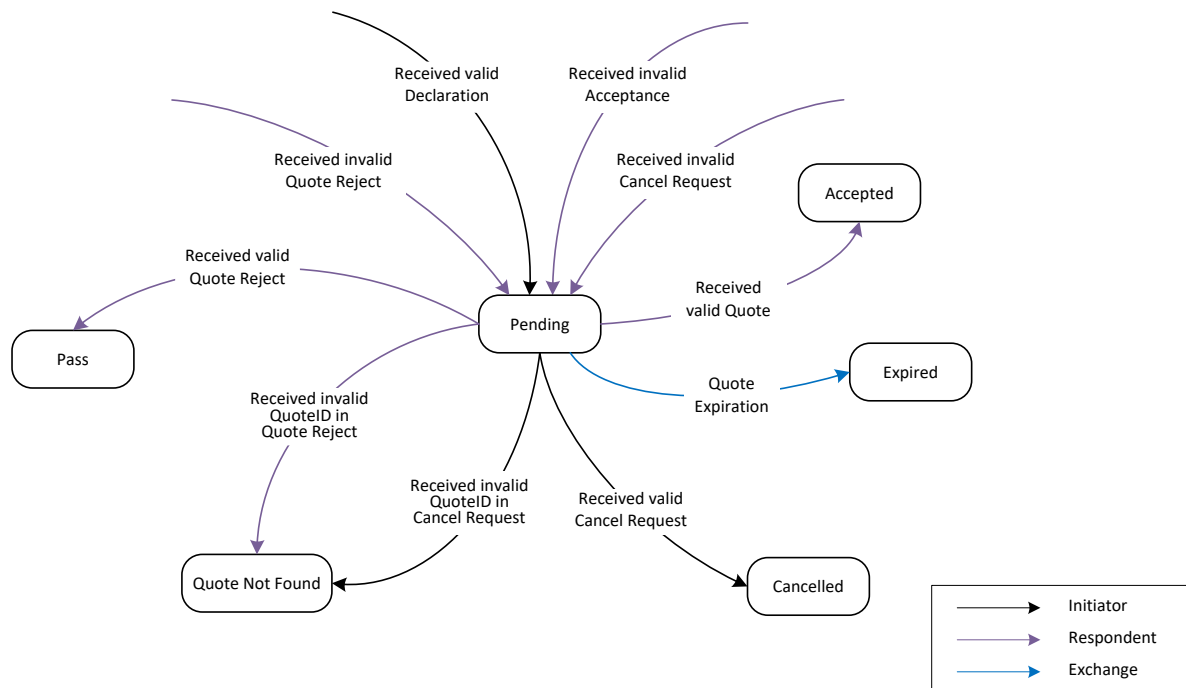 Received valid
Declaration
Received invalid
Acceptance
Received invalid
Quote Reject
Received invalid
Cancel Request
Accepted
Received valid
Quote Reject
Received
valid Quote
Pending
Pass
Expired
Quote
Expiration
Received invalid
QuoteID in
Quote Reject
Received invalid
QuoteID in
Cancel Request
Received valid
Cancel Request
Quote Not Found
Cancelled
Initiator
Respondent
Exchange